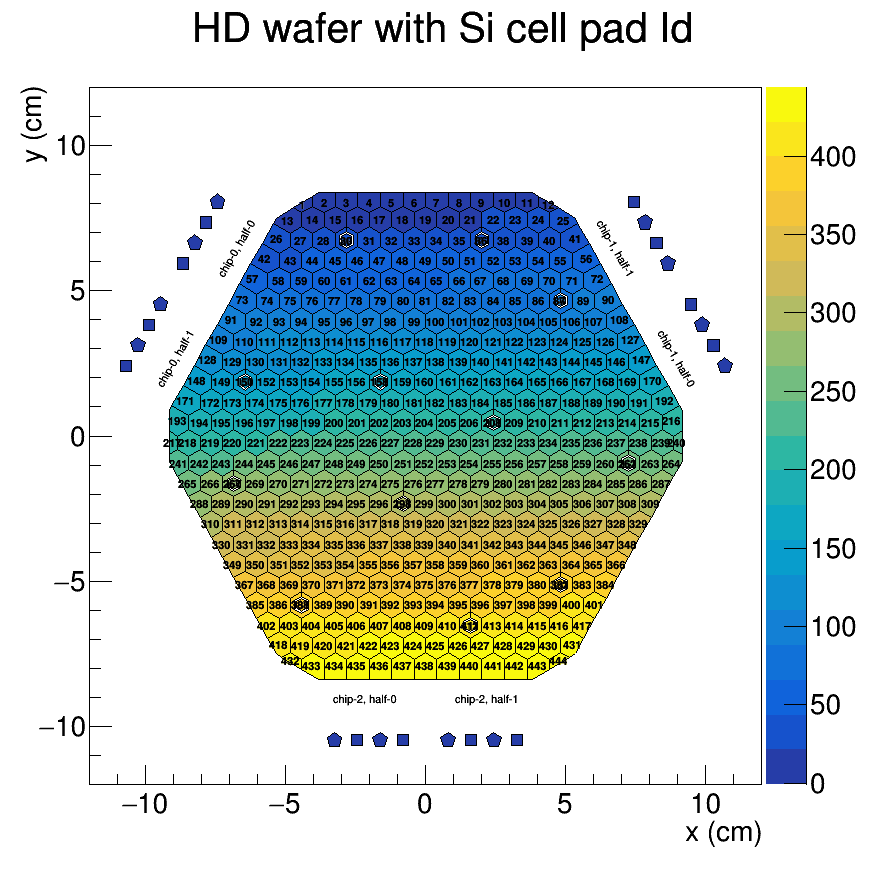 HD wafer with Si cell pad Id
y (cm)
10
5
0
−5
−10
−10 −5 0 5 10
x (cm)
400
350
300
250
200
150
100
50
0
chip-0, half-0
chip-1, half-1
chip-0, half-1
chip-1, half-0
1 2 3 4 5 6 7 8 9 10 11 12
13 14 15 16 17 18 19 20 21 22 23 24 25
26 27 28 31 32 33 34 35 38 39 40 41
42 43 44 45 46 47 48 49 50 51 52 53 54 55 56
57 58 59 60 61 62 63 64 65 66 67 68 69 70 71 72
73 74 75 76 77 78 79 80 81 82 83 84 85 86 89 90
91 92 93 94 95 96 97 98 99 100 101 102 103 104 105 106 107 108
109 110 111 112 113 114 115 116 117 118 119 120 121 122 123 124 125 126 127
128 129 130 131 132 133 134 135 136 137 138 139 140 141 142 143 144 145 146 147
148 149 152 153 154 155 159 160 161 162 163 164 165 166 167 168 169 170
171 172 173 174 175 176 177 178 179 180 181 182 183 184 185 186 187 188 189 190 191 192
193 194 195 196 197 198 199 200 201 202 203 204 205 206 209 210 211 212 213 214 215 216
217 218 219 220 221 222 223 224 225 226 227 228 229 230 231 232 233 234 235 236 237 238 239 240
241 242 243 244 245 246 247 248 249 250 251 252 253 254 255 256 257 258 259 260 263 264
265 266 269 270 271 272 273 274 275 276 277 278 279 280 281 282 283 284 285 286 287
288 289 290 291 292 293 294 295 296 299 300 301 302 303 304 305 306 307 308 309
310 311 312 313 314 315 316 317 318 319 320 321 322 323 324 325 326 327 328 329
330 331 332 333 334 335 336 337 338 339 340 341 342 343 344 345 346 347 348
349 350 351 352 353 354 355 356 357 358 359 360 361 362 363 364 365 366
367 368 369 370 371 372 373 374 375 376 377 378 379 380 383 384
385 386 389 390 391 392 393 394 395 396 397 398 399 400 401
402 403 404 405 406 407 408 409 410 413 414 415 416 417
418 419 420 421 422 423 424 425 426 427 428 429 430 431
432 433 434 435 436 437 438 439 440 441 442 443 444
chip-2, half-0
chip-2, half-1